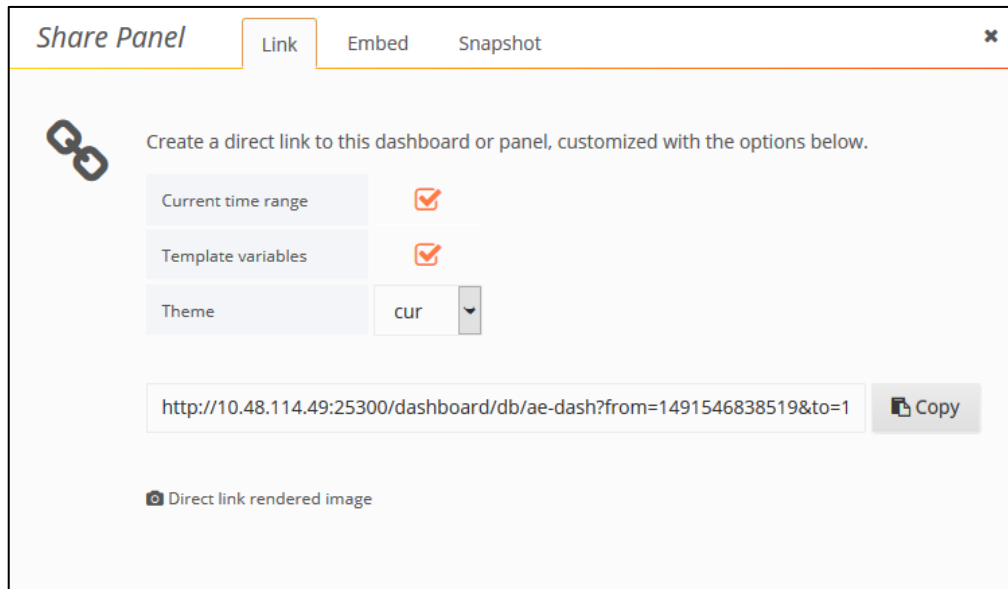 Share Panel Link Embed Snapshot
Create a direct link to this dashboard or panel, customized with the options below.
Current time range
Template variables
Theme cur
http://10.48.114.49:25300/dashboard/db/ae-dash?from=1491546838519&to=1 Copy
Direct link rendered image